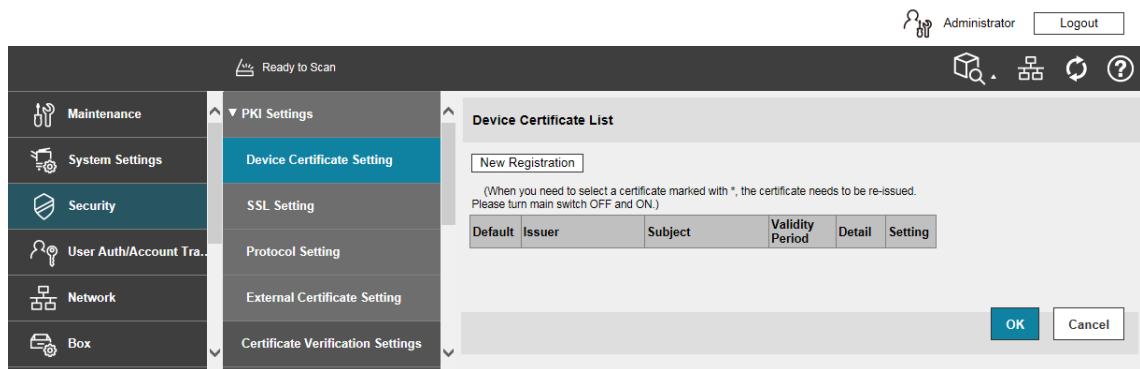 Administrator
Logout
Ready to Scan
Maintenance
System Settings
Security
User Auth/Account Tra..
Network
Box
▼ PKI Settings
Device Certificate Setting
SSL Setting
Protocol Setting
External Certificate Setting
Certificate Verification Settings
Device Certificate List
New Registration
(When you need to select a certificate marked with *, the certificate needs to be re-issued.
Please turn main switch OFF and ON.)
Default Issuer Subject Validity Period Detail Setting
OK Cancel